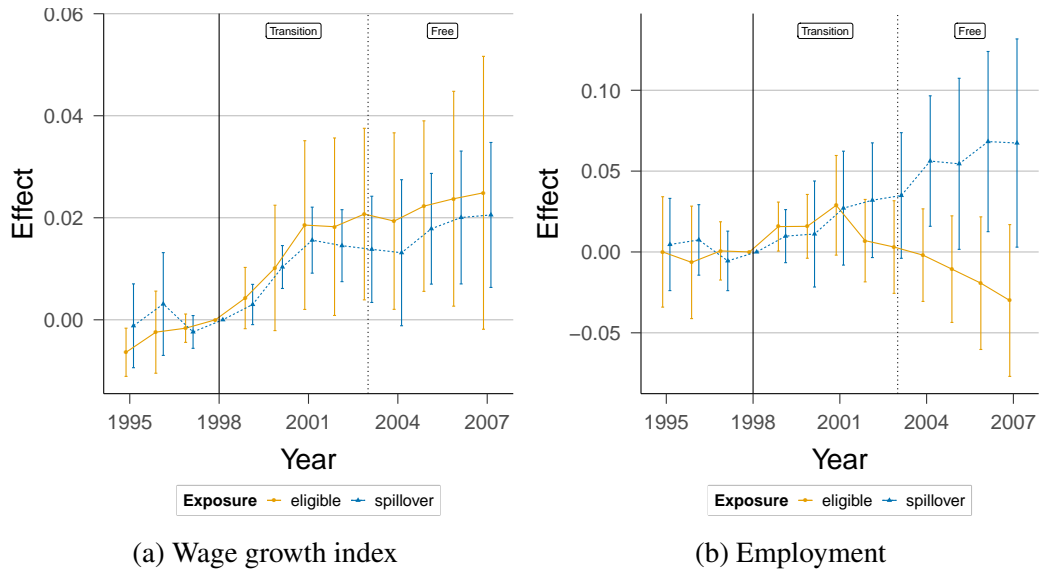 0.06
0.04
0.02
0.00
Effect
Transition
Free
1995 1998 2001 2004 2007
Year
Exposure eligible spillover
(a) Wage growth index
0.10
0.05
0.00
−0.05
Effect
Transition
Free
1995 1998 2001 2004 2007
Year
Exposure eligible spillover
(b) Employment